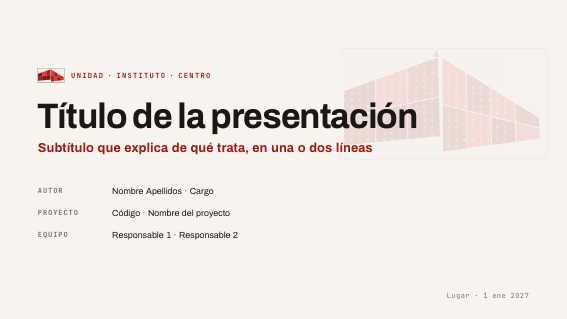 UNIDAD · INSTITUTO · CENTRO
Título de la presentación
Subtítulo que explica de qué trata, en una o dos líneas
AUTOR Nombre Apellidos · Cargo
PROYECTO Código · Nombre del proyecto
EQUIPO Responsable 1 · Responsable 2
Lugar · 1 ene 2027